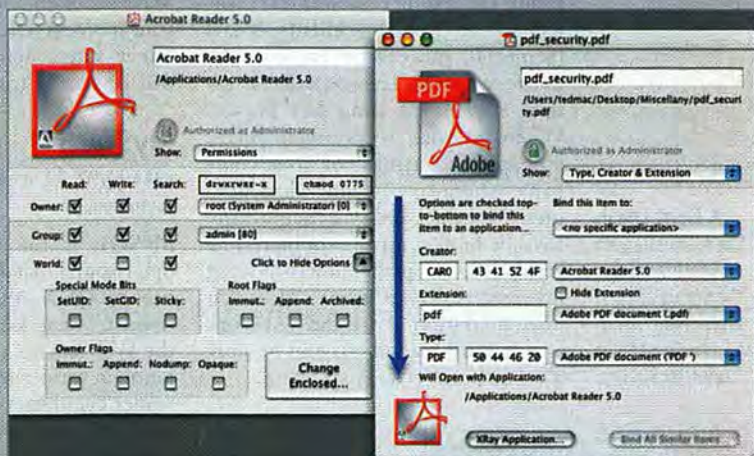 Acrobat Reader 5.0
Acrobat Reader 5.0
/Applications/Acrobat Reader 5.0
Authorized as Administrator
Show: Permissions
Read: Write: Search: drwxrwxr-x chmod 0775
Owner: root (System Administrator) [0]
Group: admin [80]
World: Click to Hide Options
Special Mode Bits
SetUID: SetGID: Sticky:
Root Flags
Immut.: Append: Archived:
Owner Flags
Immut.: Append: Nodump: Opaque:
Change
Enclosed...
pdf_security.pdf
PDF
Adobe
pdf_security.pdf
/Users/tedmac/Desktop/Miscellany/pdf_securi
ty.pdf
Authorized as Administrator
Show: Type, Creator & Extension
Options are checked top-
to-bottom to bind this
item to an application...
Bind this item to:
<no specific application>
Creator:
CARO 43 41 52 4F Acrobat Reader 5.0
Extension: Hide Extension
pdf Adobe PDF document (.pdf)
Type:
PDF 50 44 46 20 Adobe PDF document ('PDF ')
Will Open with Application:
/Applications/Acrobat Reader 5.0
XRay Application... Bind All Similar Items...